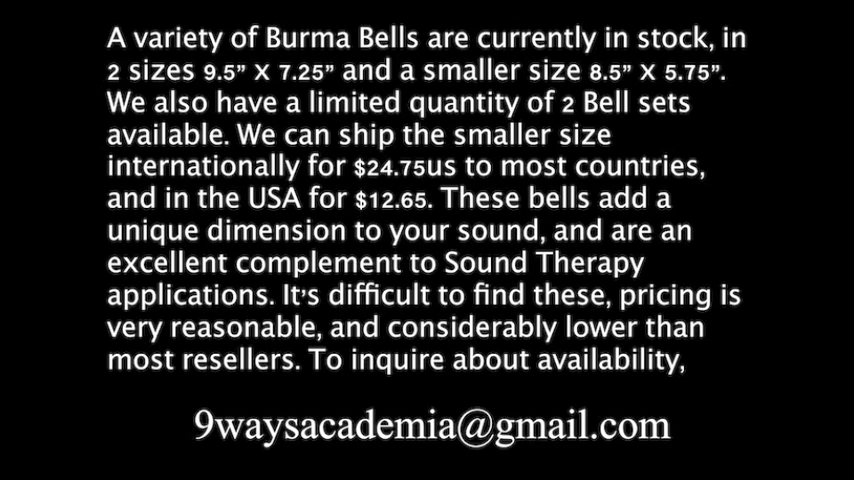 A variety of Burma Bells are currently in stock, in
2 sizes 9.5” X 7.25” and a smaller size 8.5” X 5.75”.
We also have a limited quantity of 2 Bell sets
available. We can ship the smaller size
internationally for $24.75us to most countries,
and in the USA for $12.65. These bells add a
unique dimension to your sound, and are an
excellent complement to Sound Therapy
applications. It’s difficult to find these, pricing is
very reasonable, and considerably lower than
most resellers. To inquire about availability,
9waysacademia@gmail.com